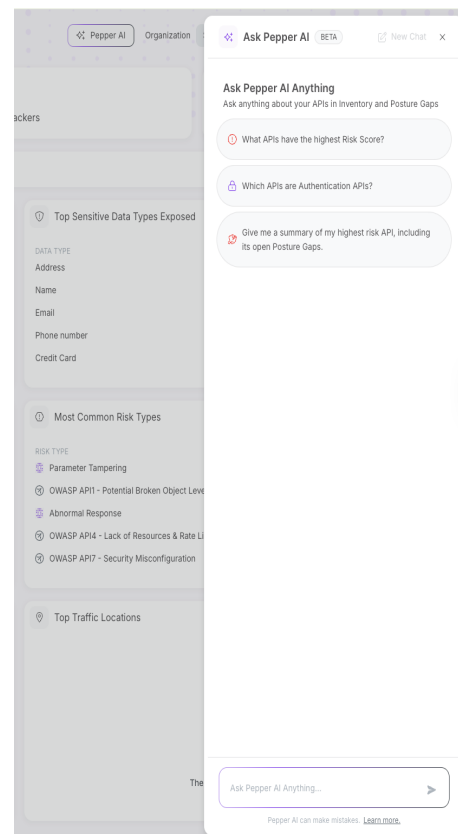 Pepper AI
Organization
ackers
Top Sensitive Data Types Exposed
DATA TYPE
Address
Name
Email
Phone number
Credit Card
Most Common Risk Types
RISK TYPE
Parameter Tampering
OWASP API1 - Potential Broken Object Leve
Abnormal Response
OWASP API4 - Lack of Resources & Rate Li
OWASP API7 - Security Misconfiguration
Top Traffic Locations
The
Ask Pepper AI BETA
New Chat
Ask Pepper AI Anything
Ask anything about your APIs in Inventory and Posture Gaps
What APIs have the highest Risk Score?
Which APIs are Authentication APIs?
Give me a summary of my highest risk API, including
its open Posture Gaps.
Ask Pepper AI Anything...
Pepper AI can make mistakes. Learn more.